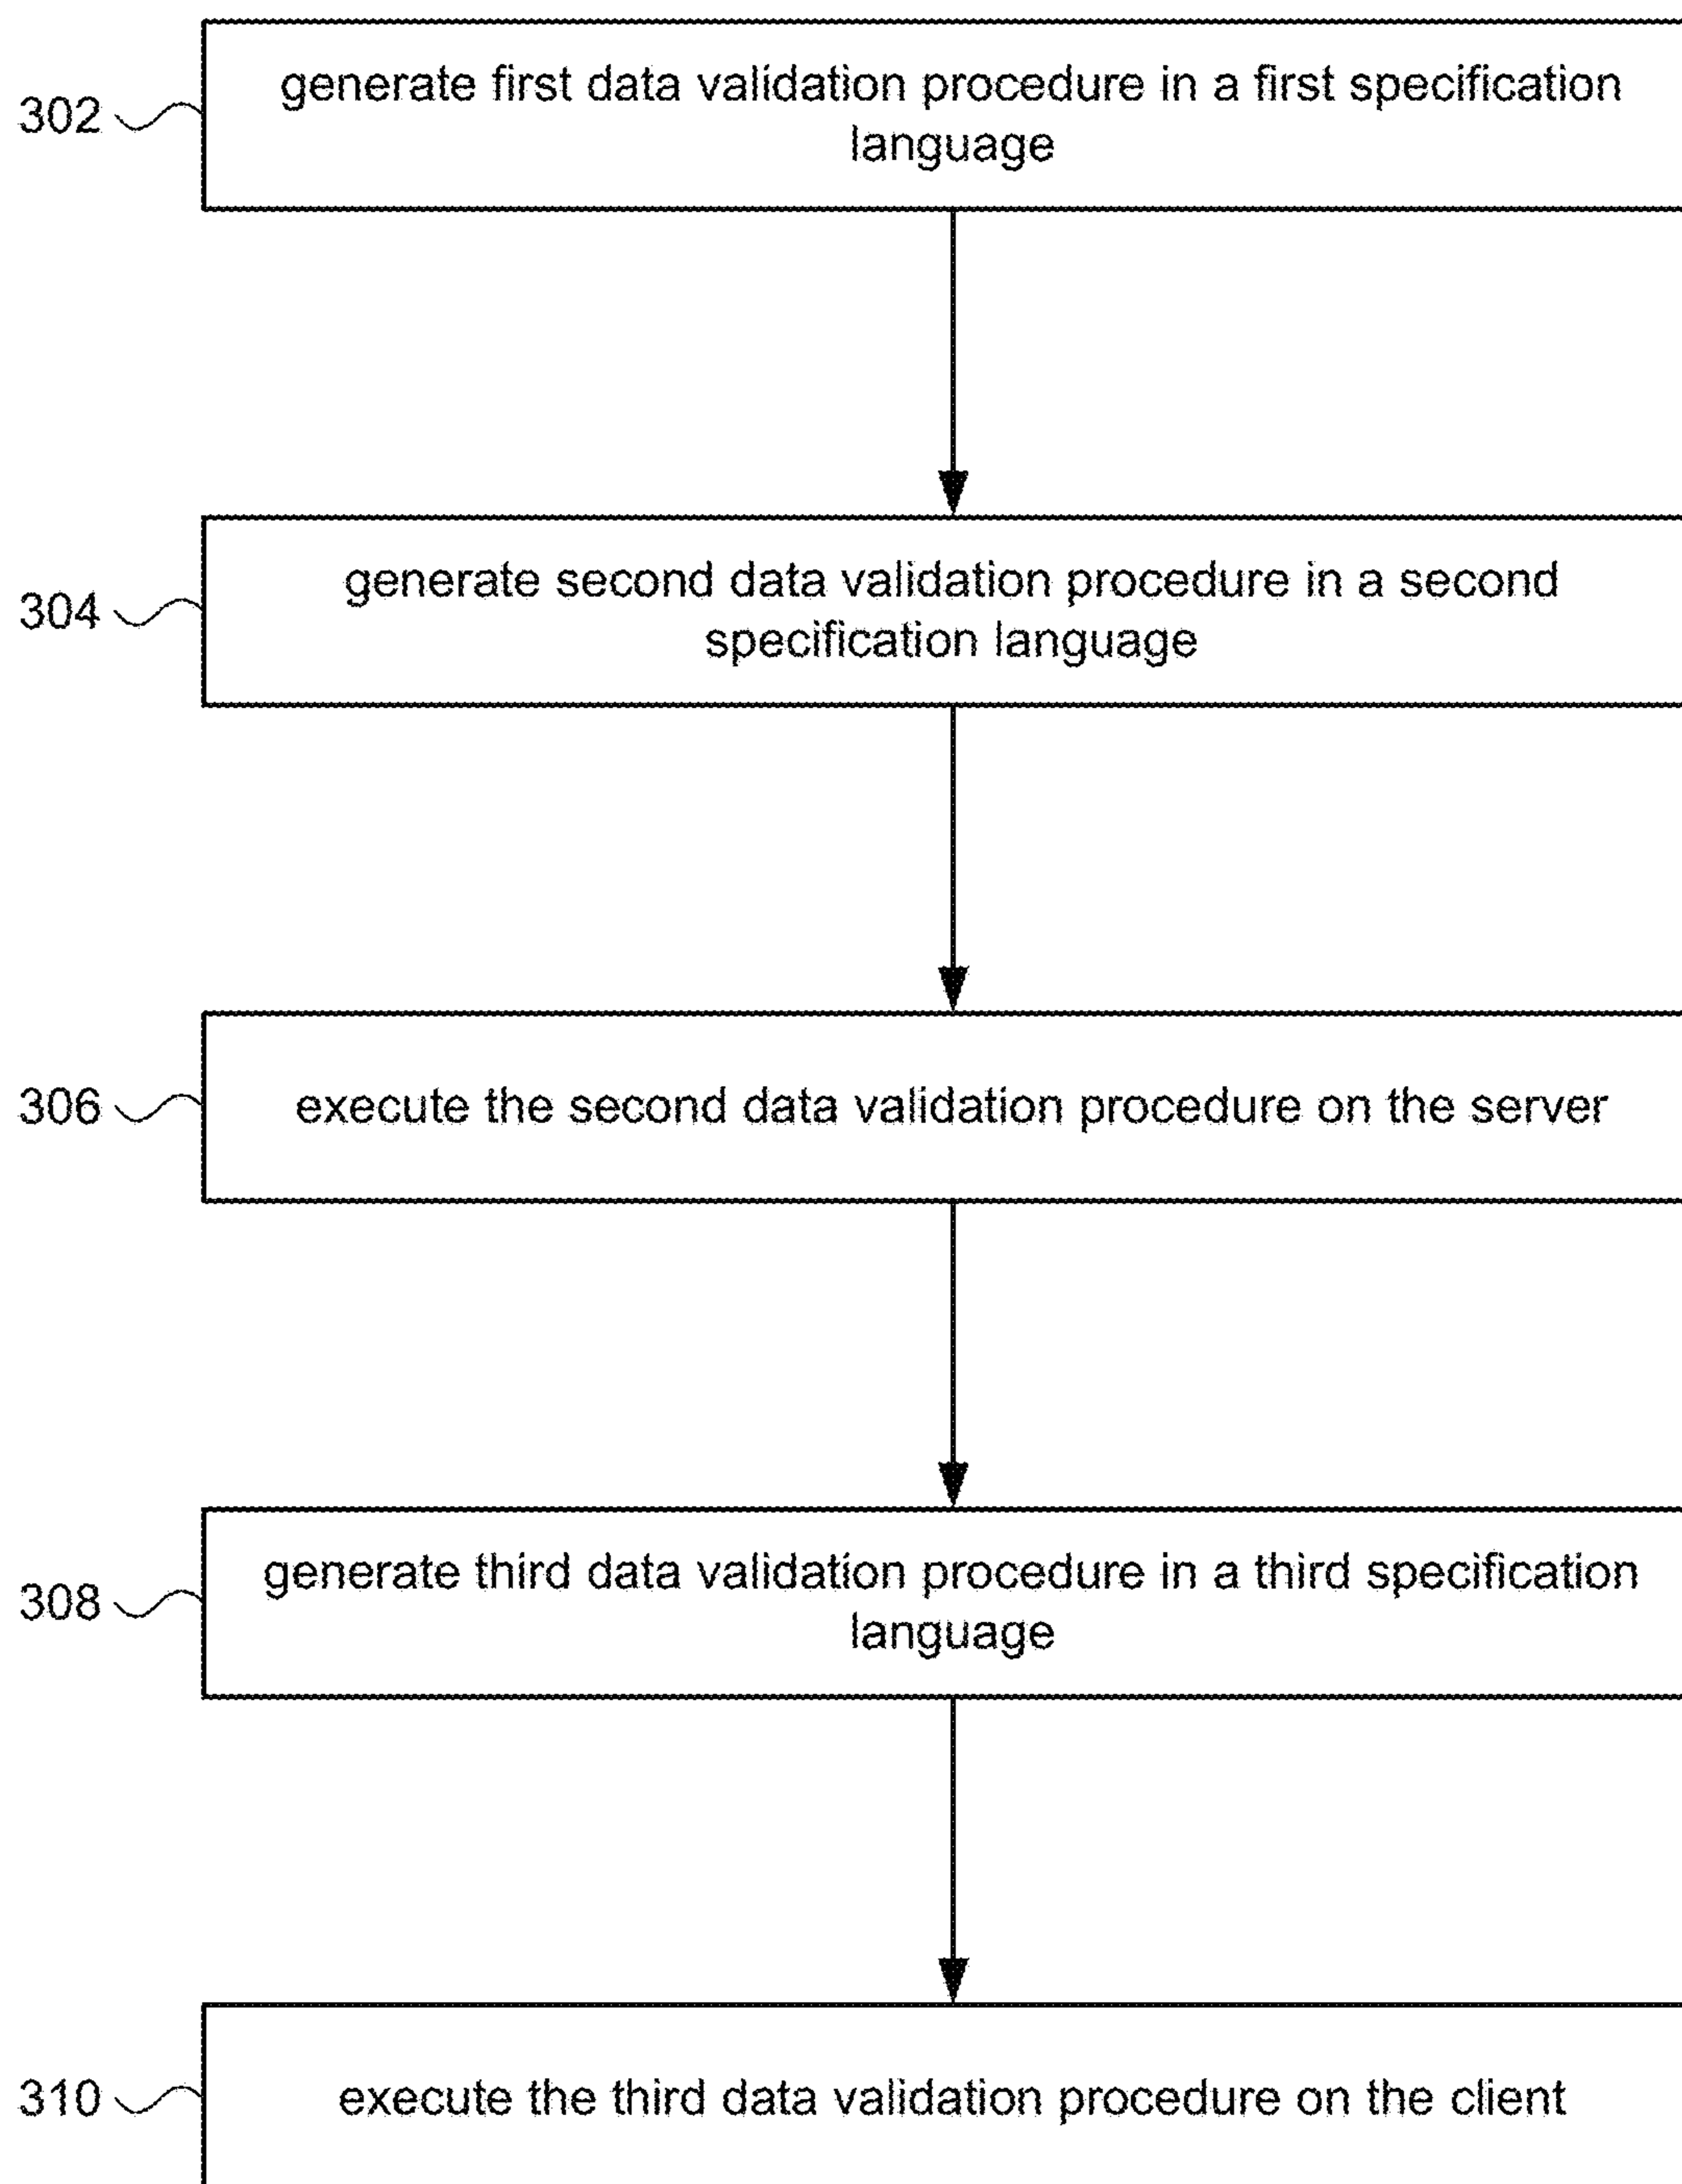 302
generate first data validation procedure in a first specification
language
304
generate second data validation procedure in a second
specification language
306
execute the second data validation procedure on the server
308
generate third data validation procedure in a third specification
language
310
execute the third data validation procedure on the client